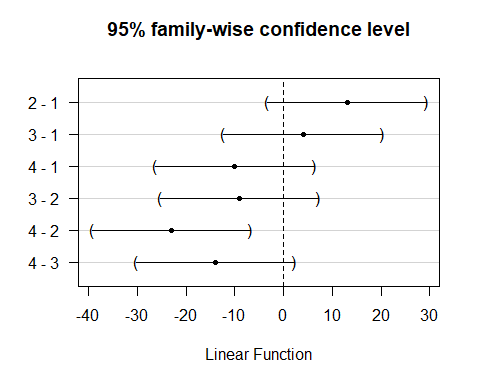 95% family-wise confidence level
2 - 1
3 - 1
4 - 1
3 - 2
4 - 2
4 - 3
-40 -30 -20 -10 0 10 20 30
Linear Function